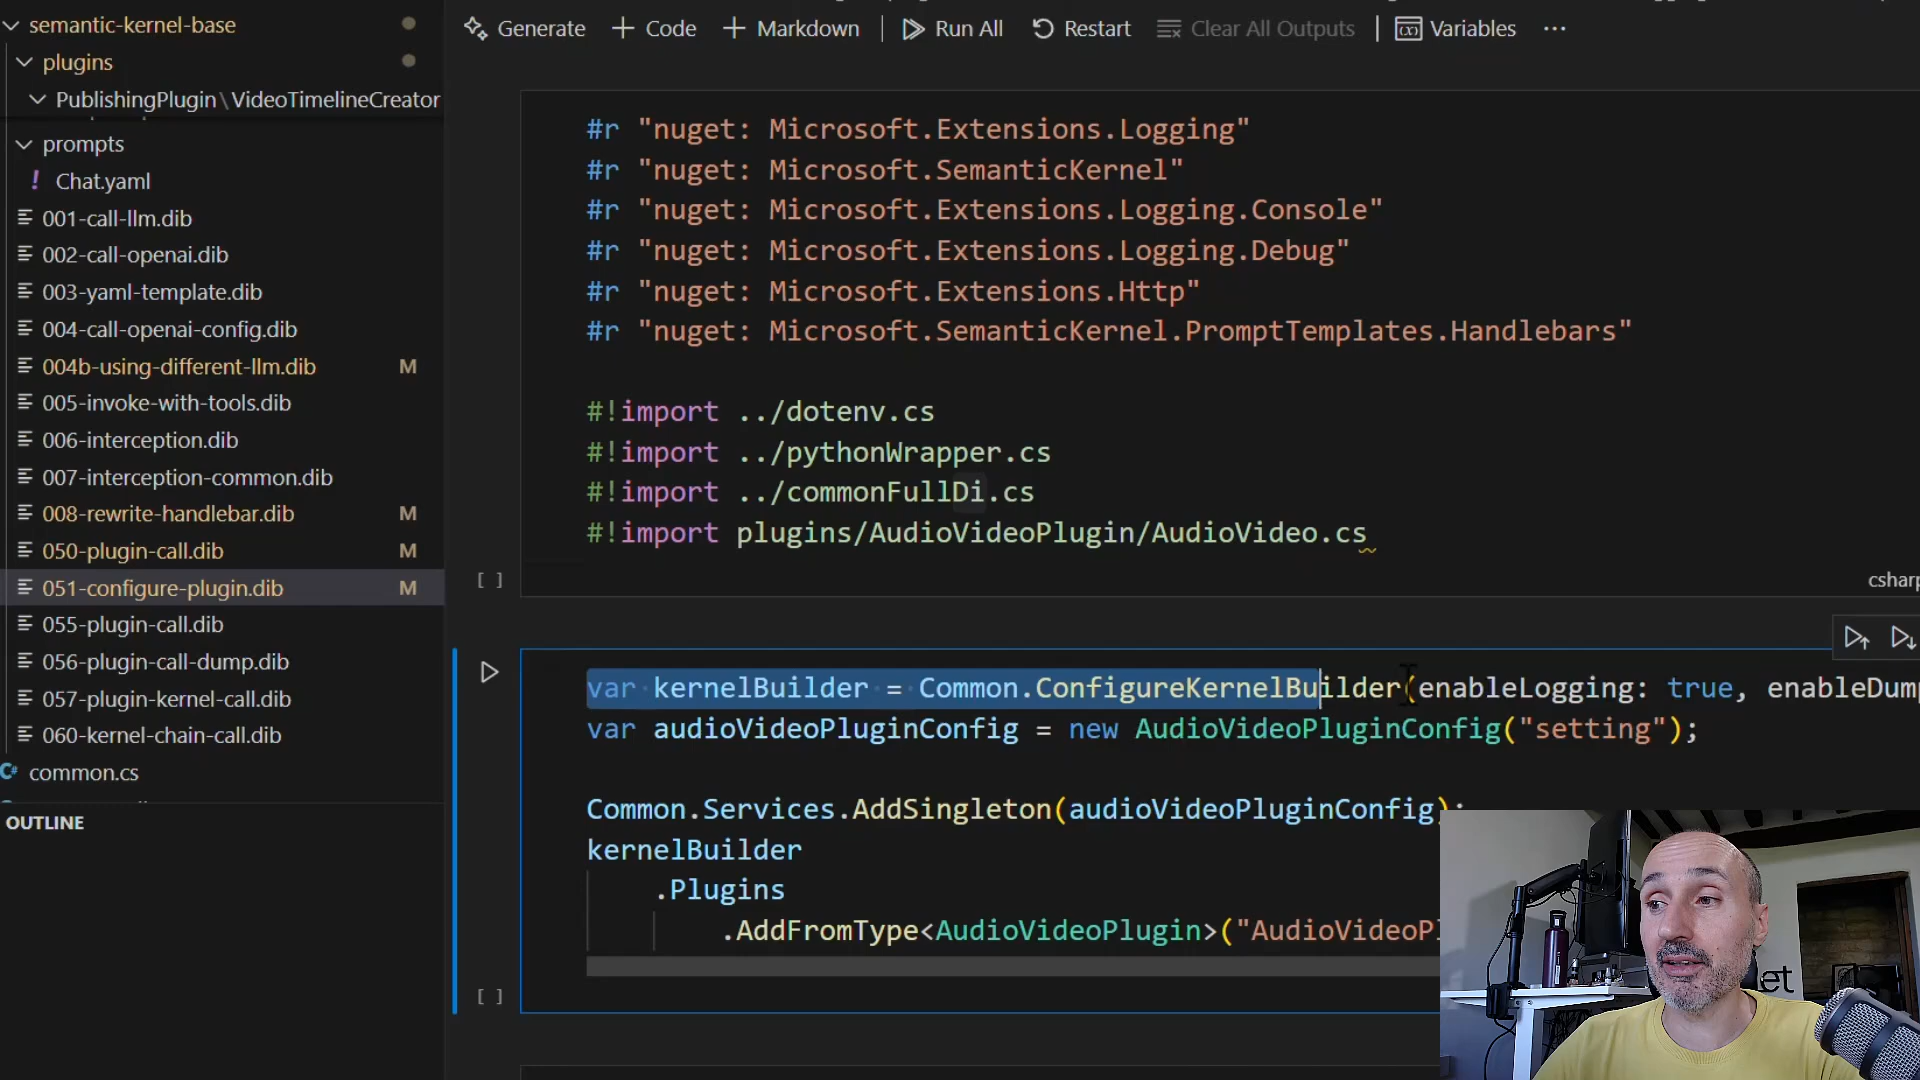 semantic-kernel-base
plugins
PublishingPlugin\VideoTimelineCreator
prompts
! Chat.yaml
001-call-llm.dib
002-call-openai.dib
003-yaml-template.dib
004-call-openai-config.dib
004b-using-different-llm.dib M
005-invoke-with-tools.dib
006-interception.dib
007-interception-common.dib
008-rewrite-handlebar.dib M
050-plugin-call.dib M
051-configure-plugin.dib M
055-plugin-call.dib
056-plugin-call-dump.dib
057-plugin-kernel-call.dib
060-kernel-chain-call.dib
C# common.cs
OUTLINE
Generate + Code + Markdown Run All Restart Clear All Outputs Variables ···
#r "nuget: Microsoft.Extensions.Logging"
#r "nuget: Microsoft.SemanticKernel"
#r "nuget: Microsoft.Extensions.Logging.Console"
#r "nuget: Microsoft.Extensions.Logging.Debug"
#r "nuget: Microsoft.Extensions.Http"
#r "nuget: Microsoft.SemanticKernel.PromptTemplates.Handlebars"
#!import ../dotenv.cs
#!import ../pythonWrapper.cs
#!import ../commonFullDi.cs
#!import plugins/AudioVideoPlugin/AudioVideo.cs
[ ]
csharp
var kernelBuilder = Common.ConfigureKernelBuilder(enableLogging: true, enableDump
var audioVideoPluginConfig = new AudioVideoPluginConfig("setting");
Common.Services.AddSingleton(audioVideoPluginConfig);
kernelBuilder
.Plugins
.AddFromType<AudioVideoPlugin>("AudioVideoPl
[ ]
et